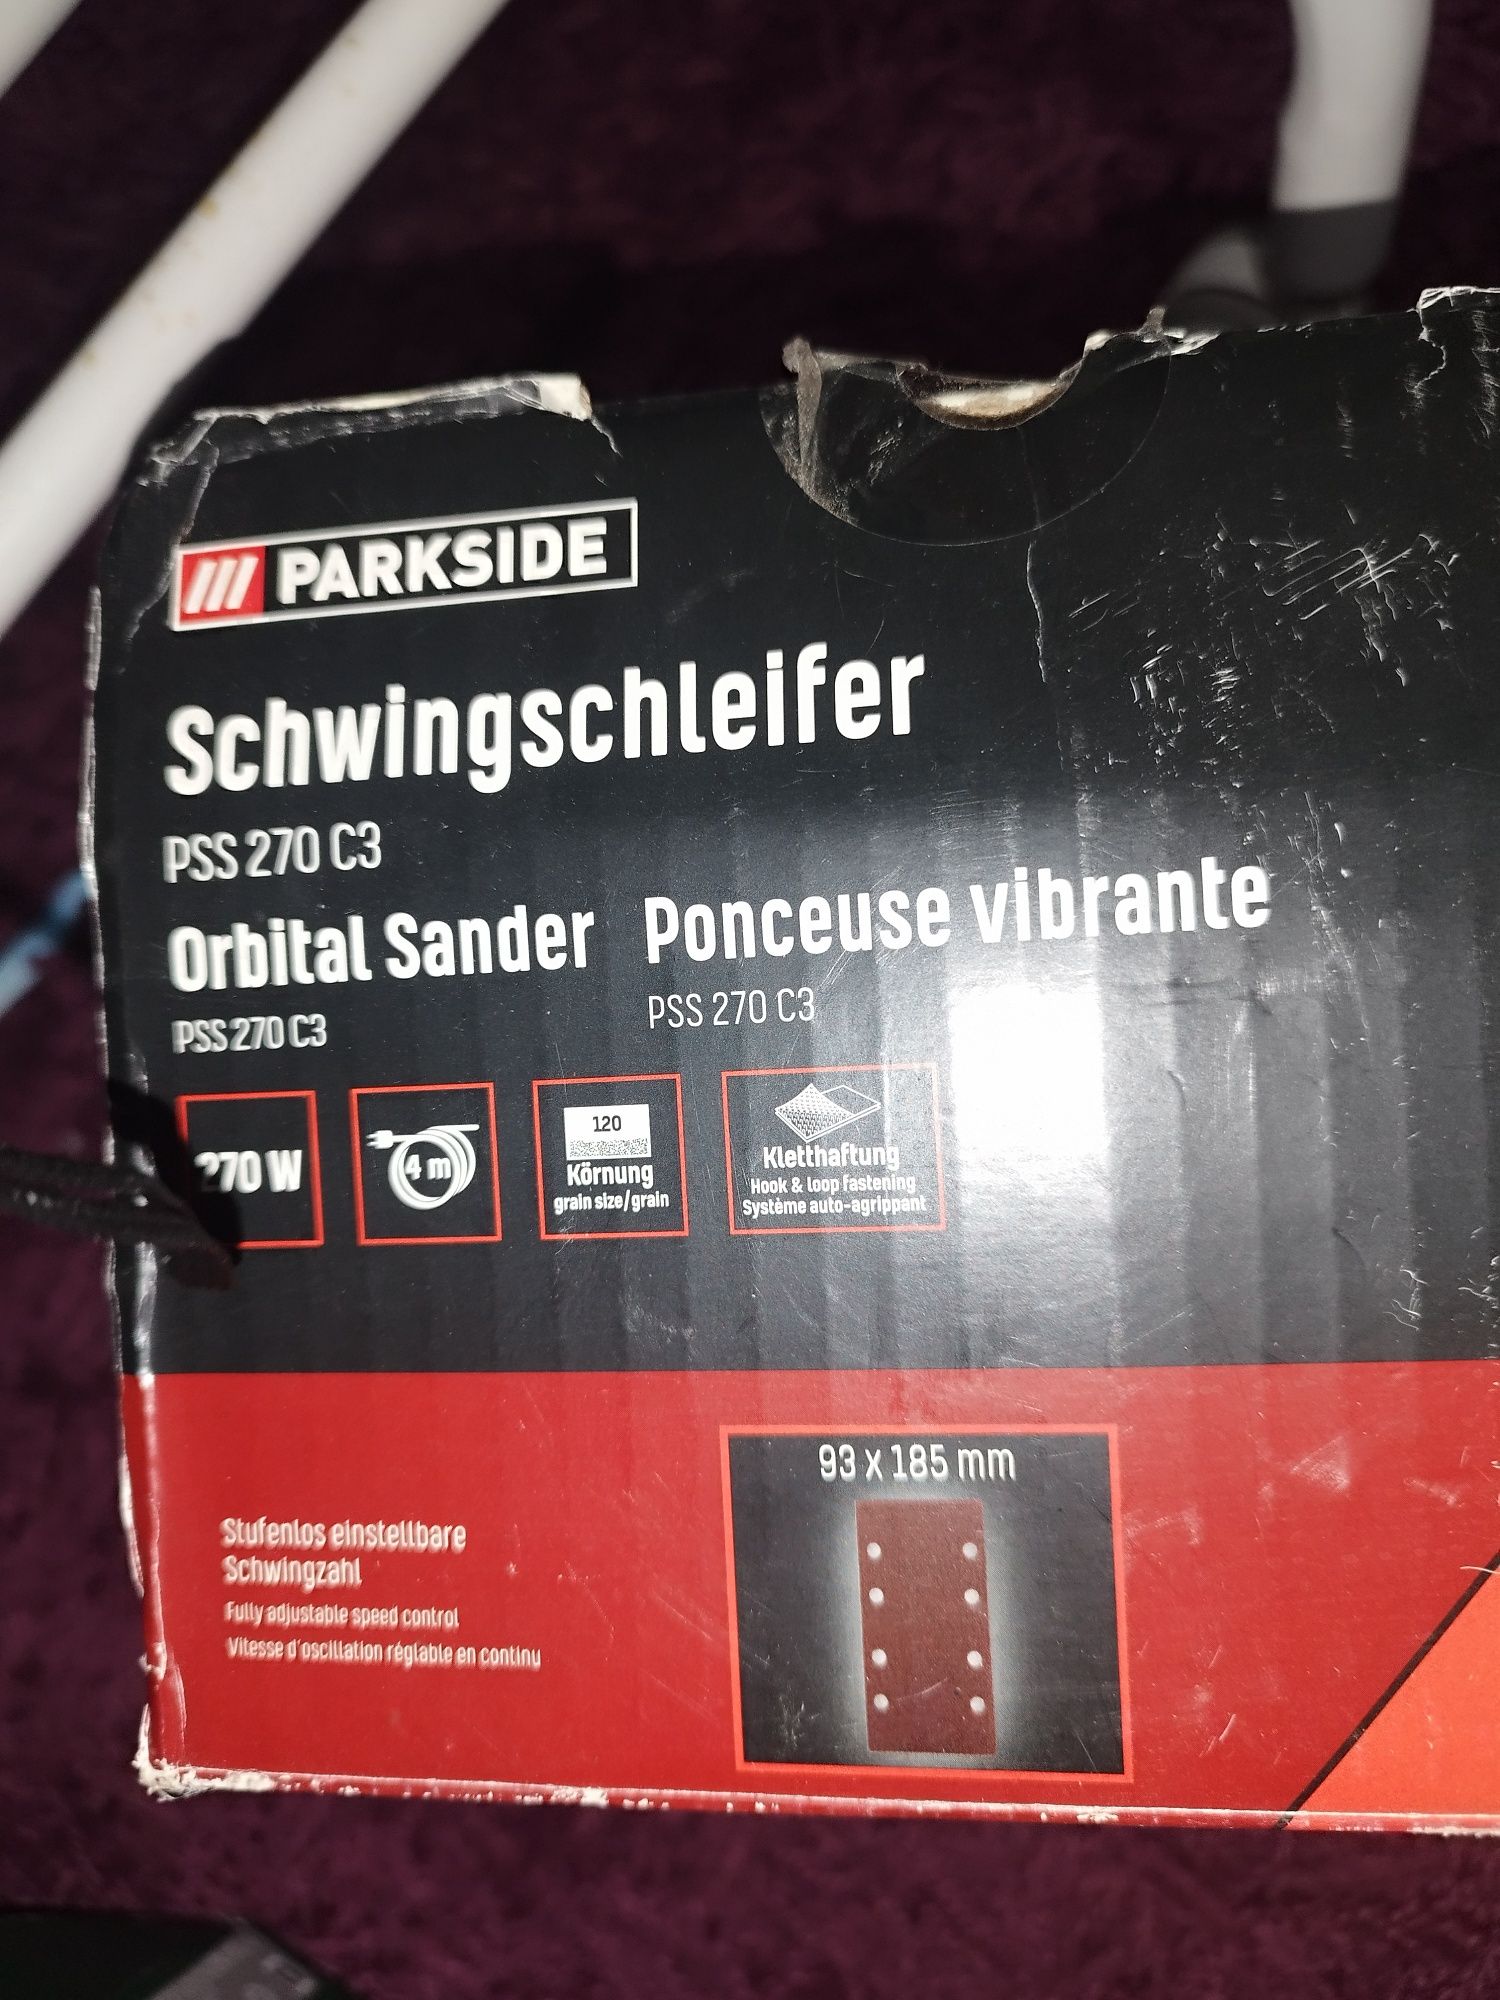 PARKSIDE
Schwingschleifer
PSS 270 C3
Orbital Sander
PSS 270 C3
Ponceuse vibrante
PSS 270 C3
270 W
4 m
120
Körnung
grain size/grain
Kletthaftung
Hook & loop fastening
Système auto-agrippant
Stufenlos einstellbare
Schwingzahl
Fully adjustable speed control
Vitesse d'oscillation réglable en continu
93 x 185 mm